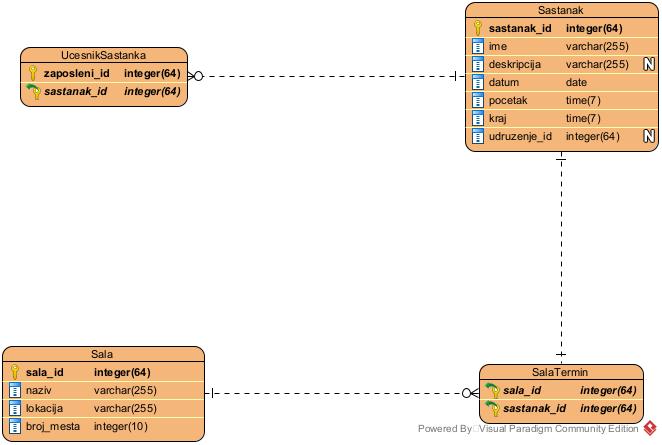 Sastanak
sastanak_id integer(64)
ime varchar(255)
deskripcija varchar(255) N
datum date
pocetak time(7)
kraj time(7)
udruzenje_id integer(64) N
UcesnikSastanka
zaposleni_id integer(64)
sastanak_id integer(64)
Sala
sala_id integer(64)
naziv varchar(255)
lokacija varchar(255)
broj_mesta integer(10)
SalaTermin
sala_id integer(64)
sastanak_id integer(64)
Powered By Visual Paradigm Community Edition